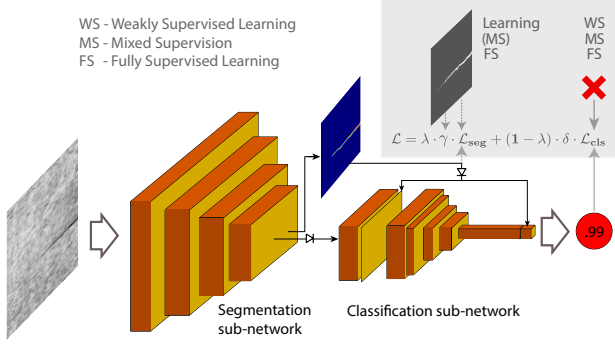 WS - Weakly Supervised Learning
MS - Mixed Supervision
FS - Fully Supervised Learning
Learning
(MS)
FS
WS
MS
FS
ℒ = λ · γ · ℒseg + (1 − λ) · δ · ℒcls
.99
Segmentation
sub-network
Classification sub-network